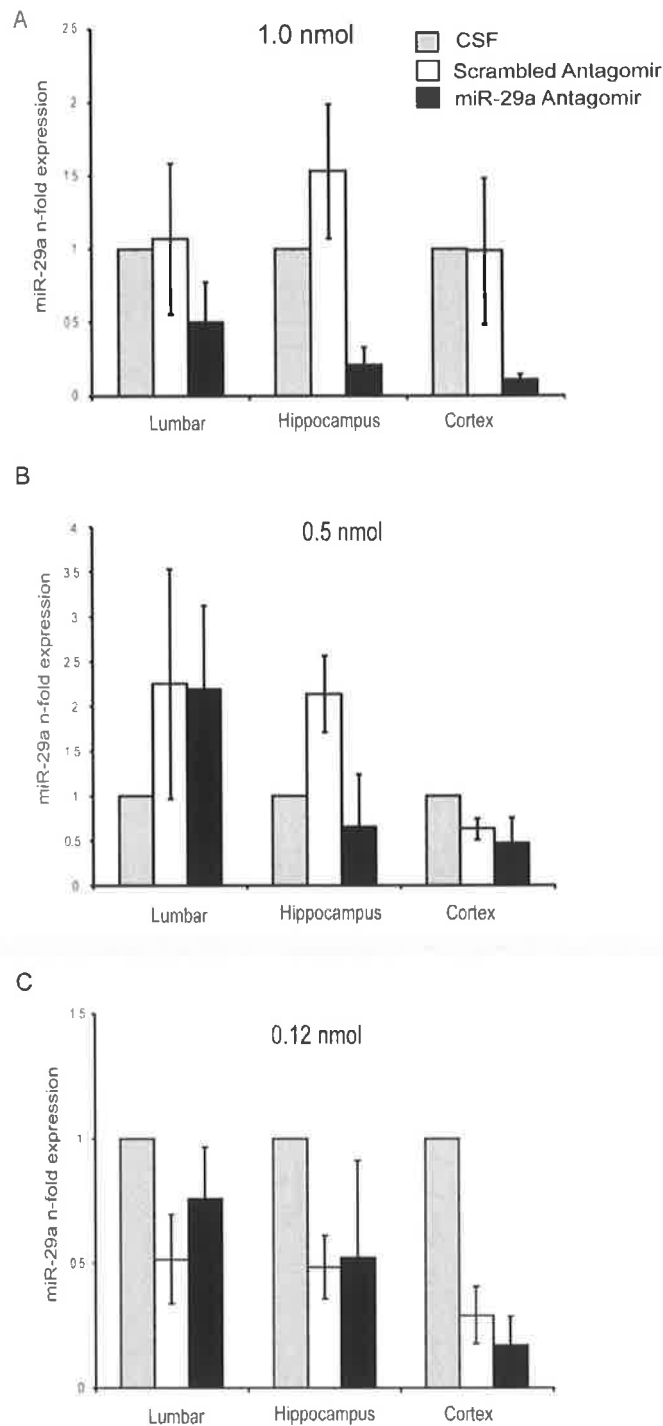 A
1.0 nmol
CSF
Scrambled Antagomir
miR-29a Antagomir
miR-29a n-fold expression
2 5
2
1 5
1
0 5
0
Lumbar Hippocampus Cortex
B
0.5 nmol
miR-29a n-fold expression
4
3 5
3
2 5
2
1 5
1
0 5
0
Lumbar Hippocampus Cortex
C
0.12 nmol
miR-29a n-fold expression
1 5
1
0 5
0
Lumbar Hippocampus Cortex